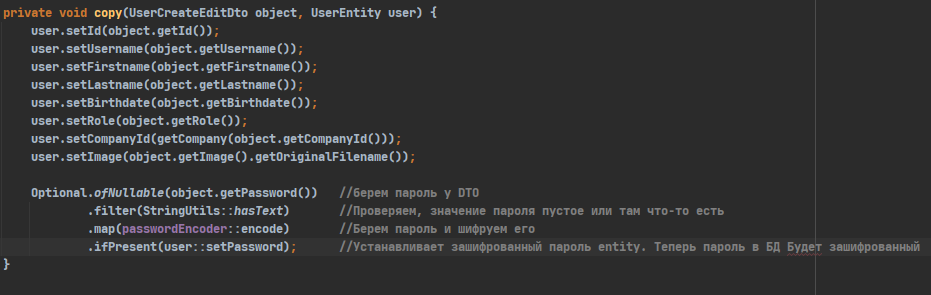 private void copy(UserCreateEditDto object, UserEntity user) {
user.setId(object.getId());
user.setUsername(object.getUsername());
user.setFirstname(object.getFirstname());
user.setLastname(object.getLastname());
user.setBirthdate(object.getBirthdate());
user.setRole(object.getRole());
user.setCompanyId(getCompany(object.getCompanyId()));
user.setImage(object.getImage().getOriginalFilename());
Optional.ofNullable(object.getPassword()) //берем пароль у DTO
.filter(StringUtils::hasText) //Проверяем, значение пароля пустое или там что-то есть
.map(passwordEncoder::encode) //Берем пароль и шифруем его
.ifPresent(user::setPassword); //Устанавливает зашифрованный пароль entity. Теперь пароль в БД Будет зашифрованный
}